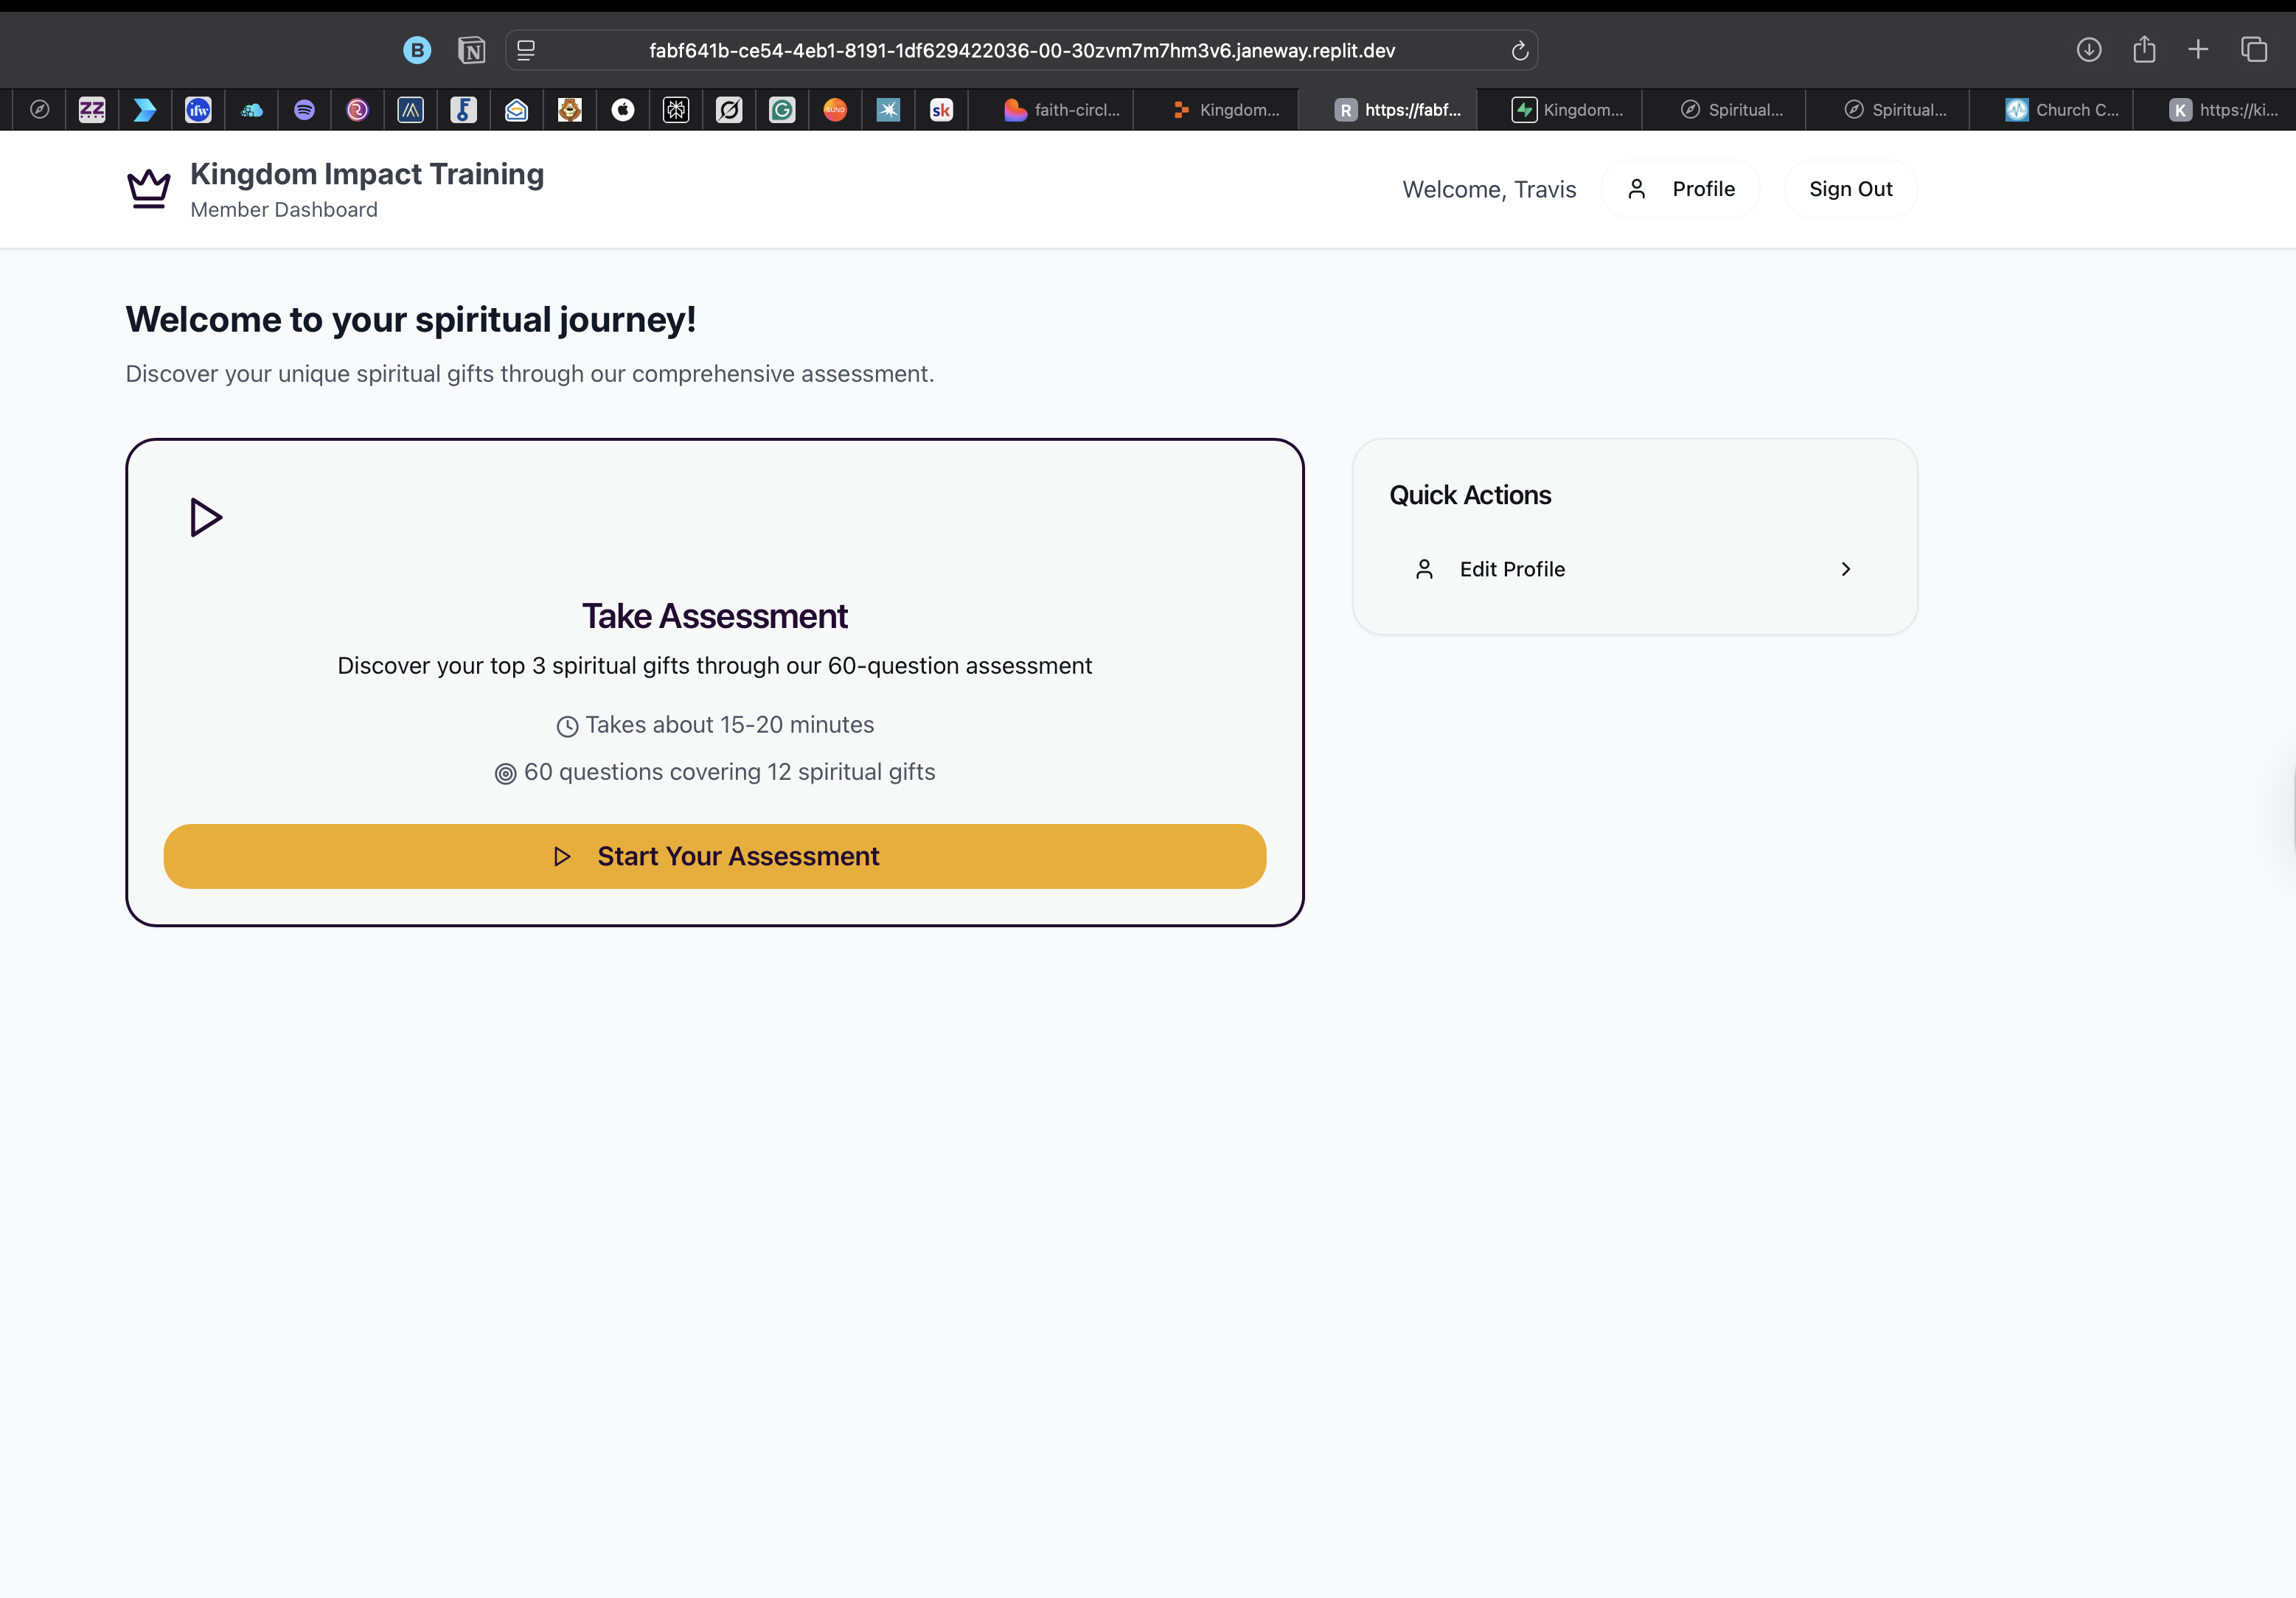 B
N
fabf641b-ce54-4eb1-8191-1df629422036-00-30zvm7m7hm3v6.janeway.replit.dev
ZZ
ifw
R
F
G
SUNO
sk
faith-circl...
Kingdom...
R https://fabf...
Kingdom...
Spiritual...
Spiritual...
Church C...
K https://ki...
Kingdom Impact Training
Member Dashboard
Welcome, Travis
Profile
Sign Out
Welcome to your spiritual journey!
Discover your unique spiritual gifts through our comprehensive assessment.
Take Assessment
Discover your top 3 spiritual gifts through our 60-question assessment
Takes about 15-20 minutes
60 questions covering 12 spiritual gifts
Start Your Assessment
Quick Actions
Edit Profile